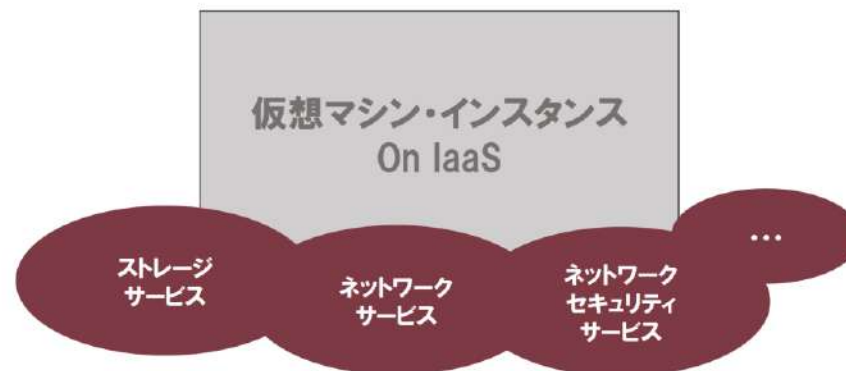 仮想マシン・インスタンス
On IaaS
ストレージ
サービス
ネットワーク
サービス
ネットワーク
セキュリティ
サービス
…